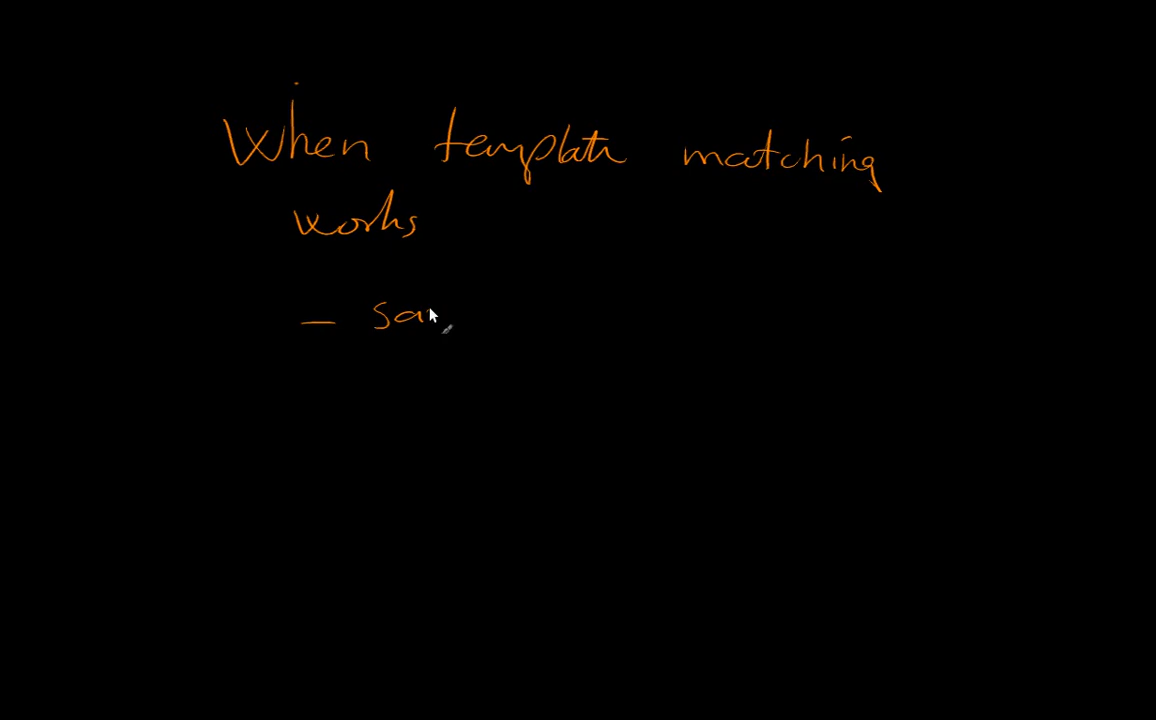 When template matching
works
– sa